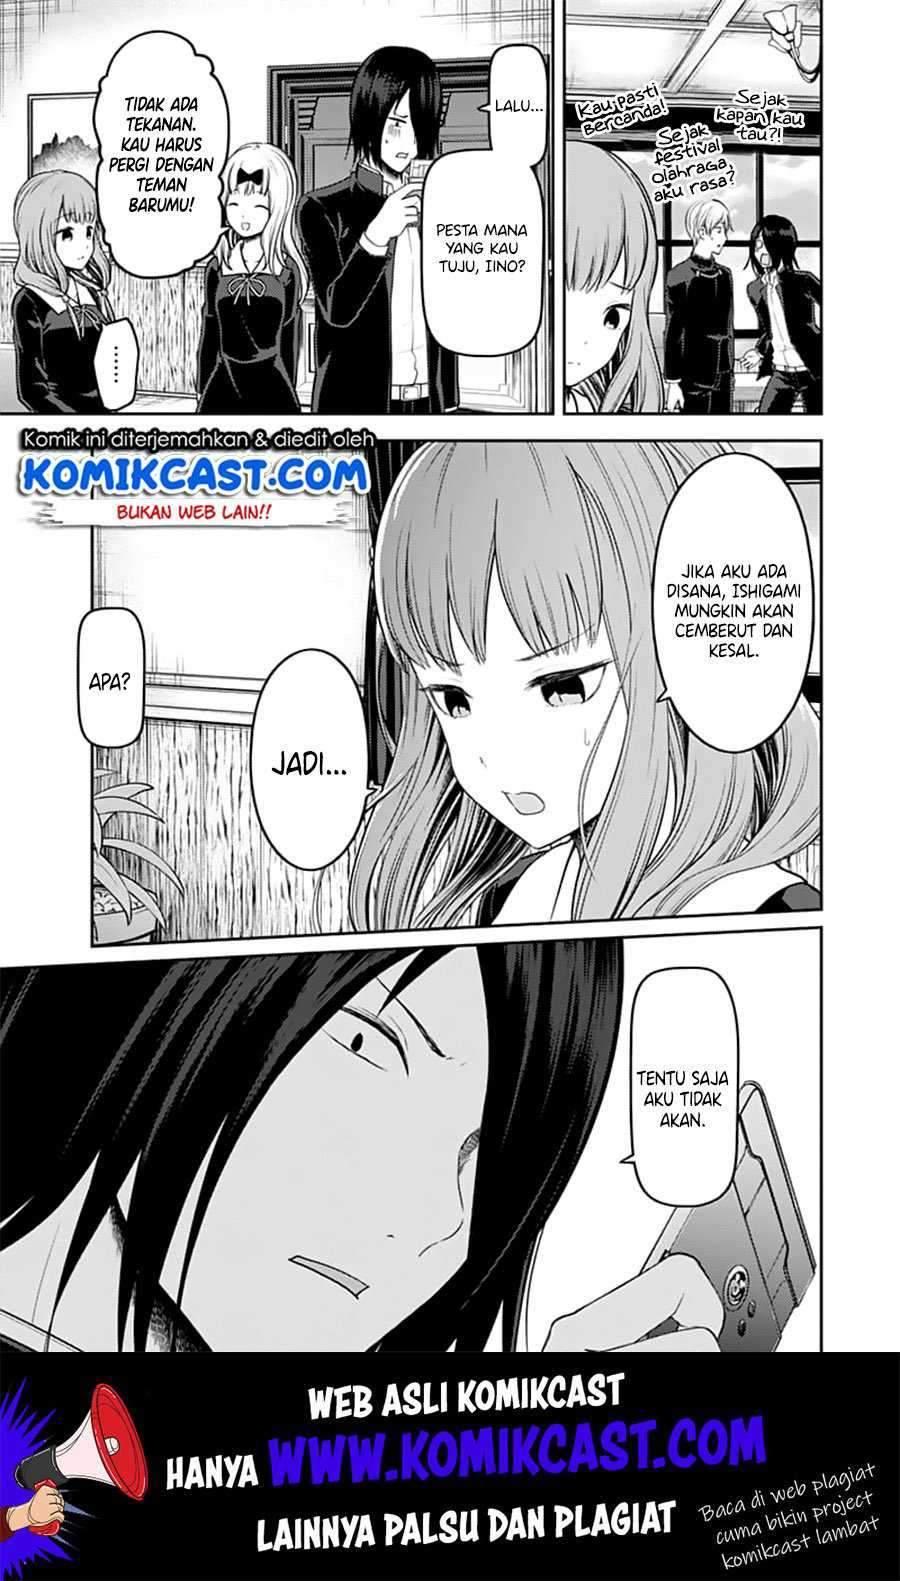 SEJAK
KAPAN KAU
TAU?!
SEJAK
FESTIVAL
OLAHRAGA,
AKU RASA?
KAU PASTI
BERCANDA!
LALU...
PESTA MANA
YANG KAU
TUJU, IINO?
TIDAK ADA
TEKANAN.
KAU HARUS
PERGI DENGAN
TEMAN
BARUMU!
......
Komik ini diterjemahkan & diedit oleh
KOMIKCAST.COM
BUKAN WEB LAIN!!
JIKA AKU ADA
DISANA, ISHIGAMI
MUNGKIN AKAN
CEMBERUT DAN
KESAL.
JADI...
APA?
TENTU SAJA
AKU TIDAK
AKAN.
WEB ASLI KOMIKCAST
HANYA WWW.KOMIKCAST.COM
LAINNYA PALSU DAN PLAGIAT
Baca di web plagiat
cuma bikin project
komikcast lambat